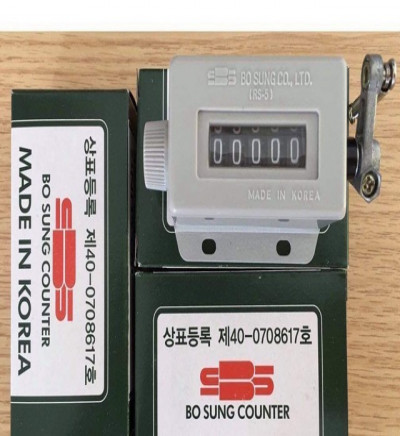 SBS BO SUNG CO., LTD.
(RS-5)
00000
MADE IN KOREA
상표등록 제40-0708617호
SBS
BO SUNG COUNTER
MADE IN KOREA
상표등록 제40-0708617호
SBS
BO SUNG COUNTER